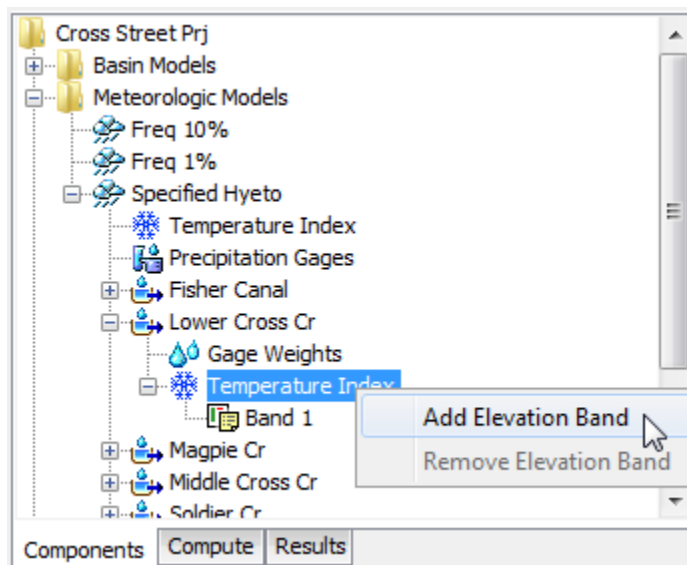 Cross Street Prj
Basin Models
Meteorologic Models
Freq 10%
Freq 1%
Specified Hyeto
Temperature Index
Precipitation Gages
Fisher Canal
Lower Cross Cr
Gage Weights
Temperature Index
Band 1
Add Elevation Band
Magpie Cr
Remove Elevation Band
Middle Cross Cr
Soldier Cr
Components Compute Results